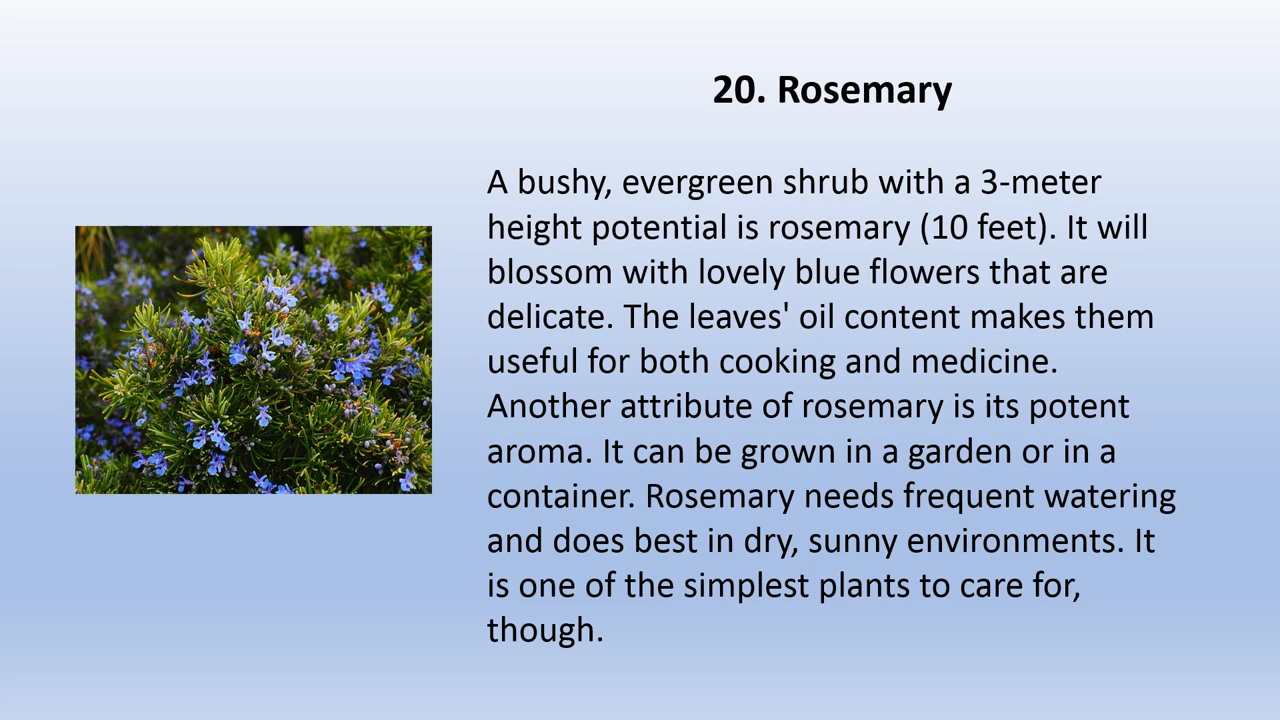 20. Rosemary
A bushy, evergreen shrub with a 3-meter
height potential is rosemary (10 feet). It will
blossom with lovely blue flowers that are
delicate. The leaves' oil content makes them
useful for both cooking and medicine.
Another attribute of rosemary is its potent
aroma. It can be grown in a garden or in a
container. Rosemary needs frequent watering
and does best in dry, sunny environments. It
is one of the simplest plants to care for,
though.